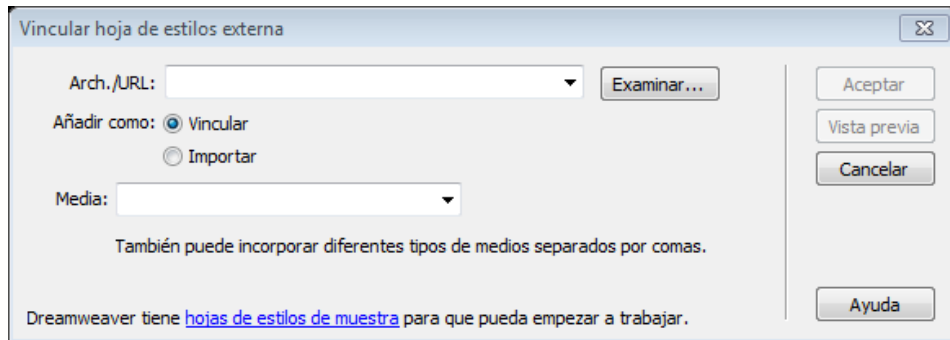 Vincular hoja de estilos externa
Arch./URL:
Examinar...
Aceptar
Añadir como:
Vincular
Vista previa
Importar
Cancelar
Media:
También puede incorporar diferentes tipos de medios separados por comas.
Ayuda
Dreamweaver tiene hojas de estilos de muestra para que pueda empezar a trabajar.